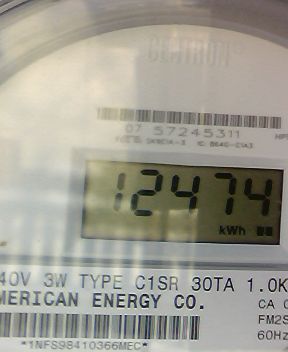 CENTRON®
07 57245311
12474
kWh
40V 3W TYPE C1SR 30TA 1.0K
MERICAN ENERGY CO.
CA
FM2S
60Hz
*1NFS98410366MEC*